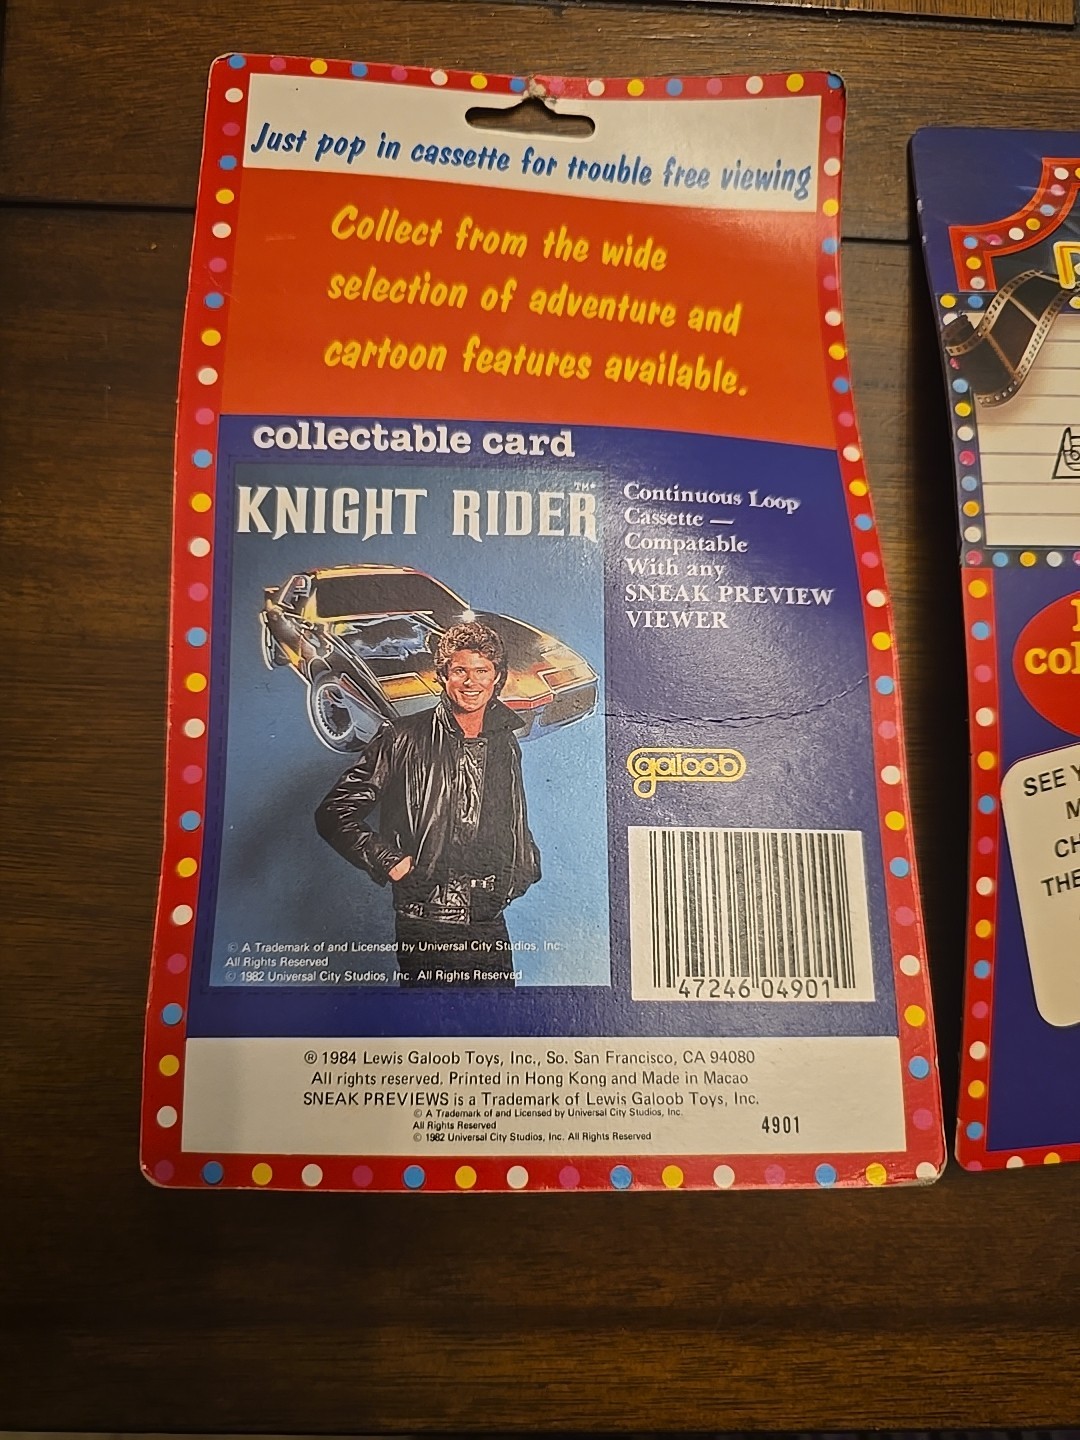 Just pop in cassette for trouble free viewing
Collect from the wide
selection of adventure and
cartoon features available.
collectable card
KNIGHT RIDER
TM*
Continuous Loop
Cassette —
Compatable
With any
SNEAK PREVIEW
VIEWER
galoob
47246 04901
© A Trademark of and Licensed by Universal City Studios, Inc.
All Rights Reserved
© 1982 Universal City Studios, Inc. All Rights Reserved
® 1984 Lewis Galoob Toys, Inc., So. San Francisco, CA 94080
All rights reserved. Printed in Hong Kong and Made in Macao
SNEAK PREVIEWS is a Trademark of Lewis Galoob Toys, Inc.
© A Trademark of and Licensed by Universal City Studios, Inc.
All Rights Reserved
© 1982 Universal City Studios, Inc. All Rights Reserved
4901
SEE
THE